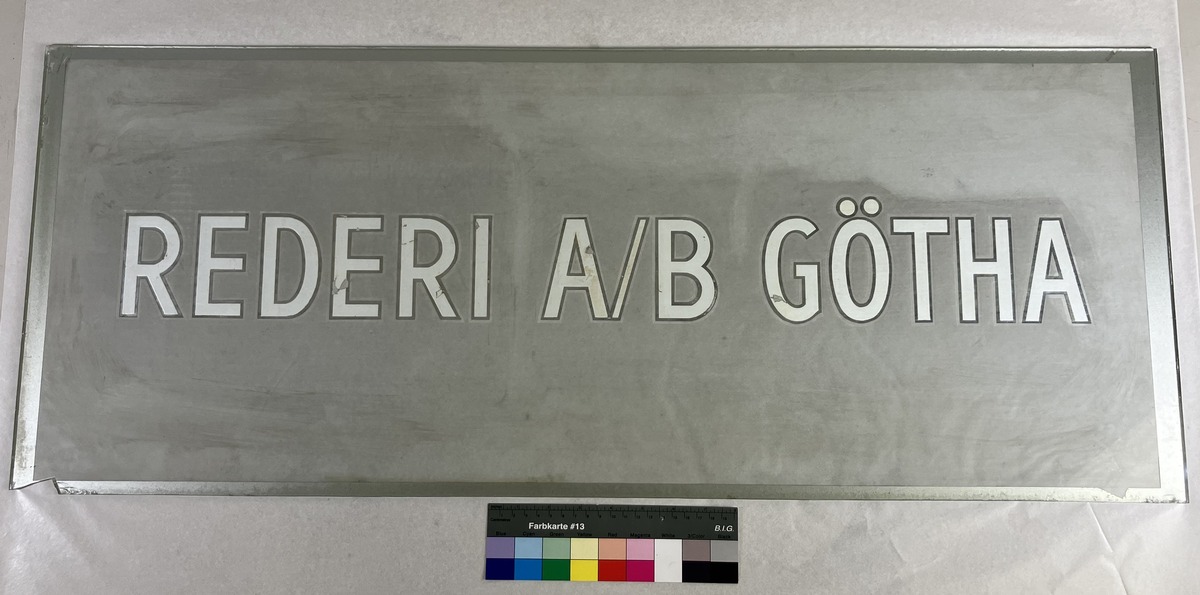 REDERI A/B GÖTHA
Farbkarte #13
B.I.G.